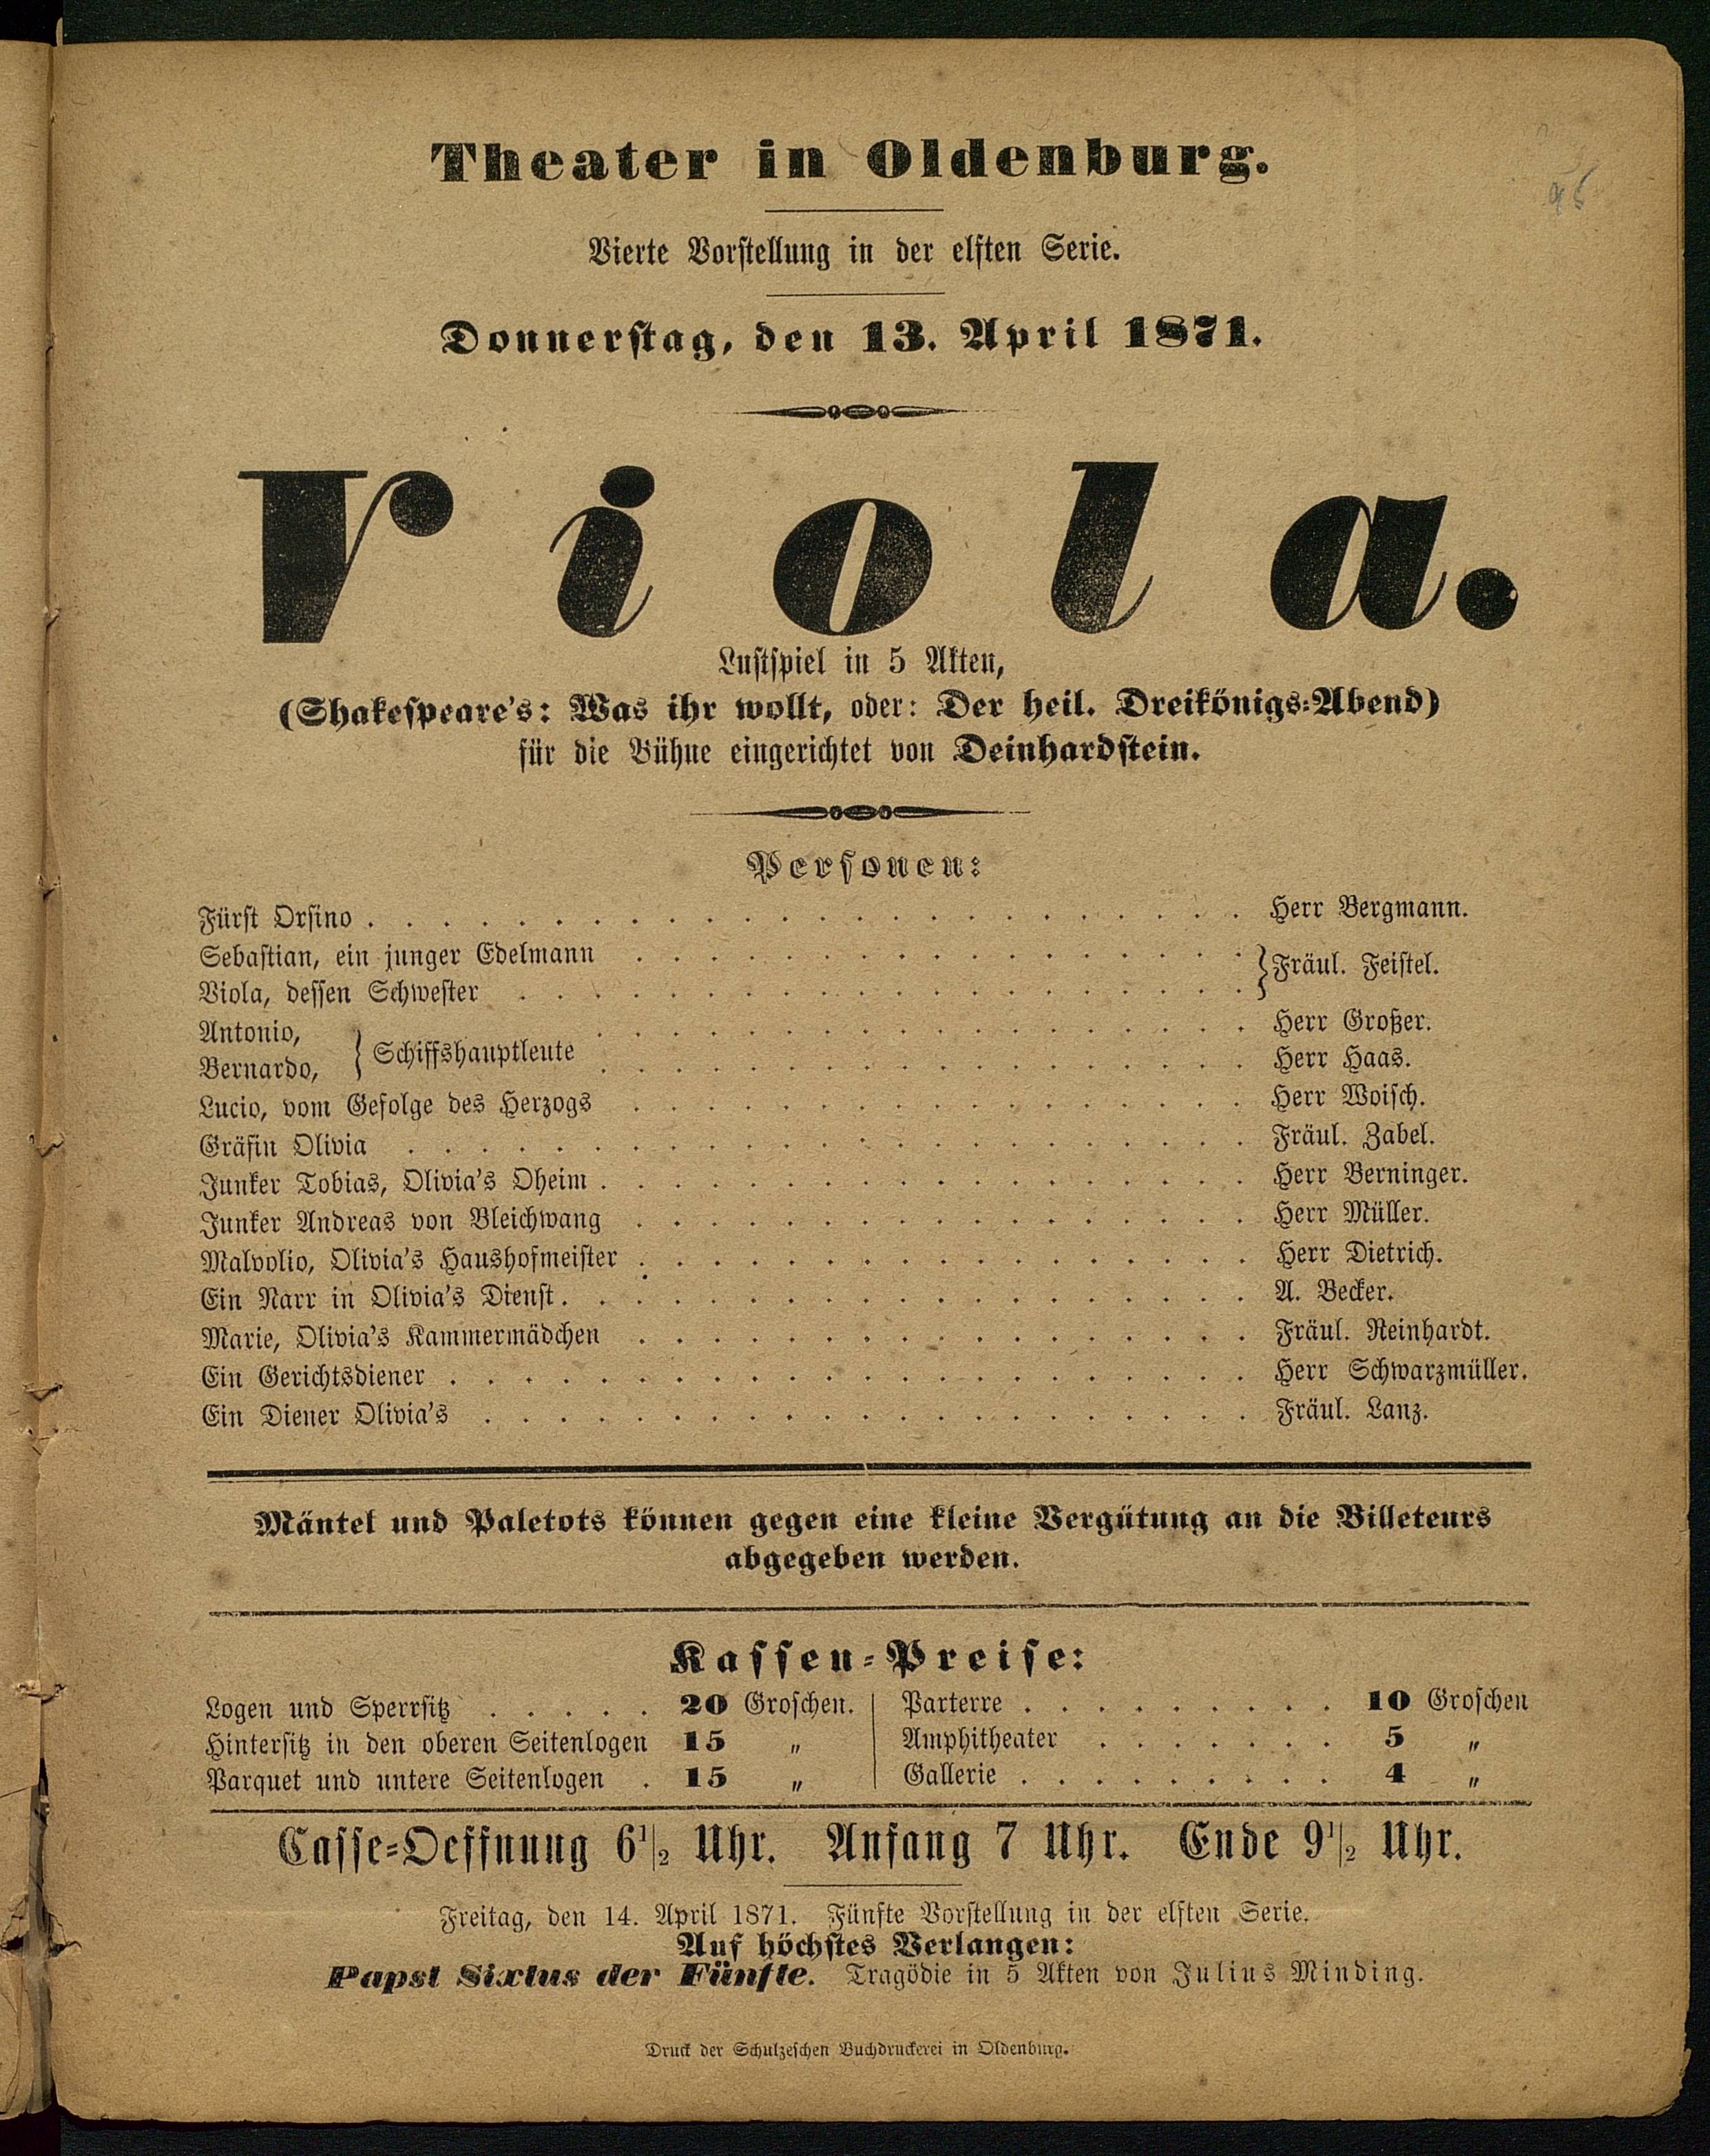 Theater in Oldenburg.
Vierte Vorstellung in der elften Serie.
Donnerstag, den 13. April 1871.
Viola.
Lustspiel in 5 Akten,
(Shakespeare's: Was ihr wollt, oder: Der heil. Dreikönigs-Abend)
für die Bühne eingerichtet von Deinhardstein.
Personen:
Fürst Orsino . . . . . Herr Bergmann.
Sebastian, ein junger Edelmann . . . . . } Fräul. Feistel.
Viola, dessen Schwester . . . . .
Antonio, } Schiffshauptleute . . . . . Herr Großer.
Bernardo, . . . . . Herr Haas.
Lucio, vom Gefolge des Herzogs . . . . . Herr Woisch.
Gräfin Olivia . . . . . Fräul. Zabel.
Junker Tobias, Olivia's Oheim . . . . . Herr Berninger.
Junker Andreas von Bleichwang . . . . . Herr Müller.
Malvolio, Olivia's Haushofmeister . . . . . Herr Dietrich.
Ein Narr in Olivia's Dienst . . . . . A. Becker.
Marie, Olivia's Kammermädchen . . . . . Fräul. Reinhardt.
Ein Gerichtsdiener . . . . . Herr Schwarzmüller.
Ein Diener Olivia's . . . . . Fräul. Lanz.
Mäntel und Paletots können gegen eine kleine Vergütung an die Billeteurs
abgegeben werden.
Kassen-Preise:
Logen und Sperrsitz . . . . . 20 Groschen.
Hintersitz in den oberen Seitenlogen 15 "
Parquet und untere Seitenlogen . 15 "
Parterre . . . . . 10 Groschen
Amphitheater . . . . . 5 "
Gallerie . . . . . 4 "
Casse-Oeffnung 6 1/2 Uhr. Anfang 7 Uhr. Ende 9 1/2 Uhr.
Freitag, den 14. April 1871. Fünfte Vorstellung in der elften Serie.
Auf höchstes Verlangen:
Papst Sixtus der Fünfte. Tragödie in 5 Akten von Julius Minding.
Druck der Schulzeschen Buchdruckerei in Oldenburg.